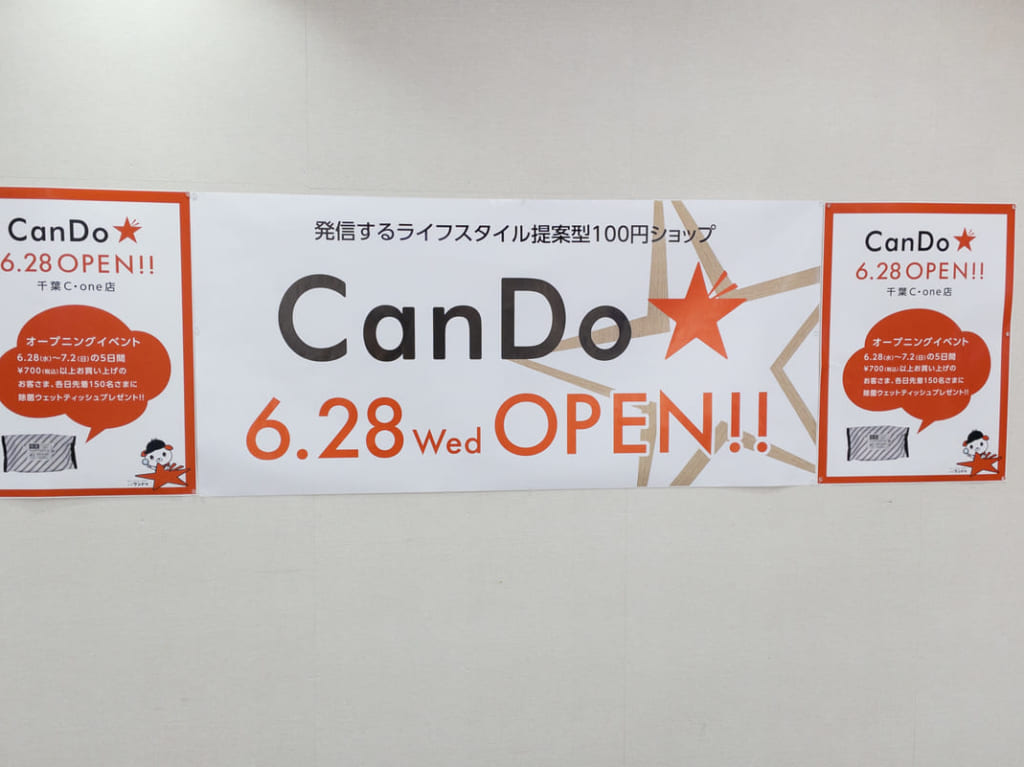 CanDo
6.28 OPEN!!
千葉C・one店
オープニングイベント
6.28(水)〜7.2(日)の5日間
¥700(税込)以上お買い上げの
お客さま、各日先着150名さまに
除菌ウェットティッシュプレゼント!!
発信するライフスタイル提案型100円ショップ
CanDo
6.28 Wed OPEN!!
CanDo
6.28 OPEN!!
千葉C・one店
オープニングイベント
6.28(水)〜7.2(日)の5日間
¥700(税込)以上お買い上げの
お客さま、各日先着150名さまに
除菌ウェットティッシュプレゼント!!